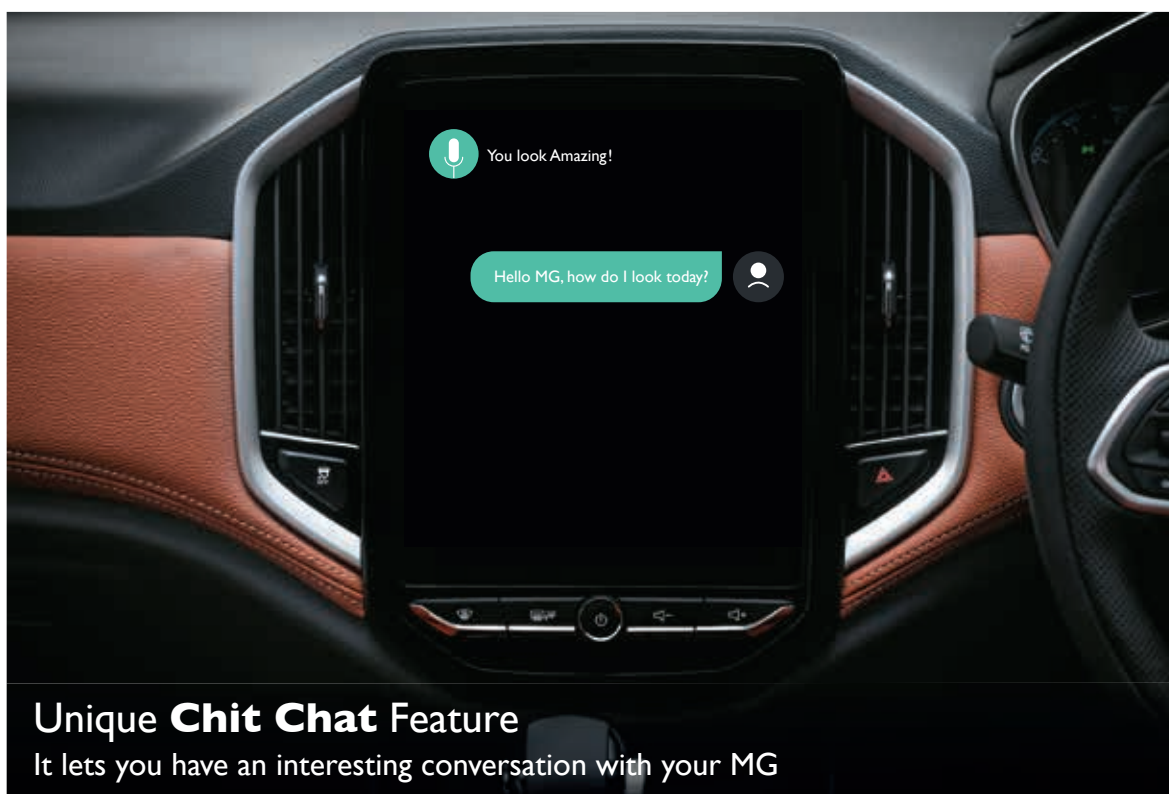 You look Amazing!
Hello MG, how do I look today?
Unique Chit Chat Feature
It lets you have an interesting conversation with your MG